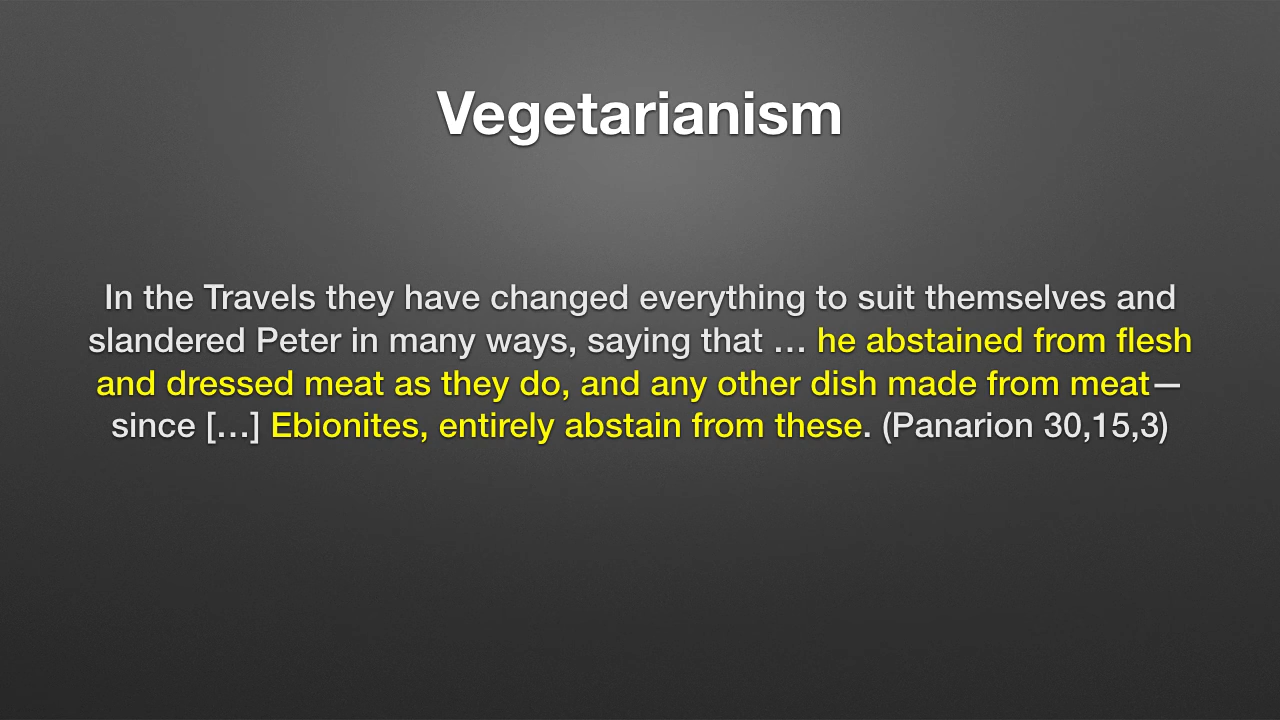 Vegetarianism
In the Travels they have changed everything to suit themselves and
slandered Peter in many ways, saying that … he abstained from flesh
and dressed meat as they do, and any other dish made from meat—
since […] Ebionites, entirely abstain from these. (Panarion 30,15,3)